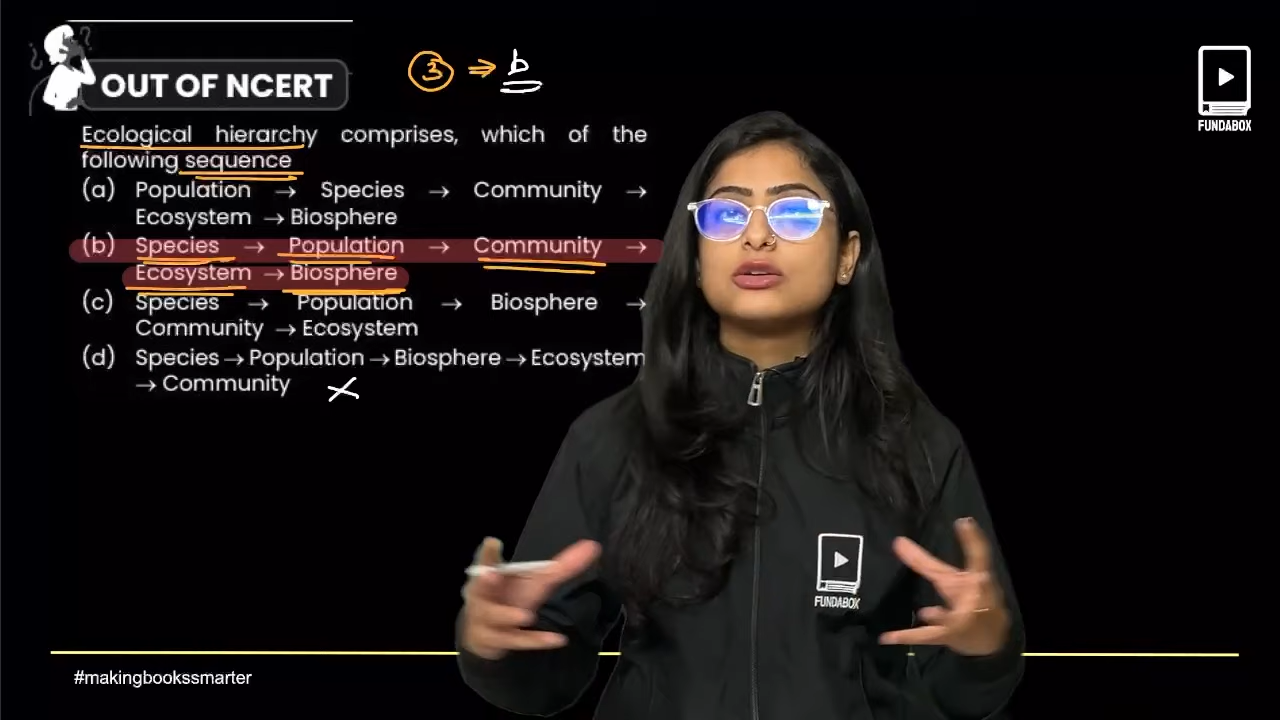 OUT OF NCERT
3 ⇒ b
FUNDABOX
Ecological hierarchy comprises, which of the
following sequence
(a) Population → Species → Community →
Ecosystem → Biosphere
(b) Species → Population → Community →
Ecosystem → Biosphere
(c) Species → Population → Biosphere →
Community → Ecosystem
(d) Species → Population → Biosphere → Ecosystem
→ Community
FUNDABOX
#makingbookssmarter